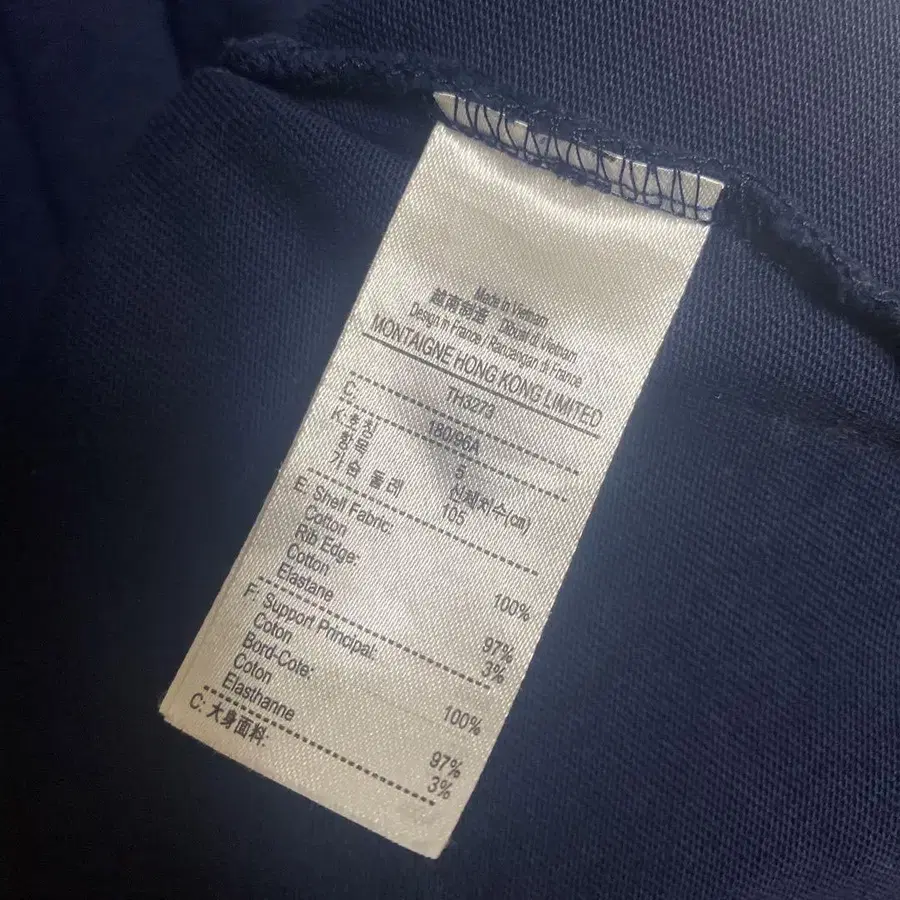 Made in Vietnam
越南制造 Dibuat di Vietnam
Design in France / Rancangan di France
MONTAIGNE HONG KONG LIMITED
TH3273
C: 180/96A
K: 호칭 5
몸통 신체치수(cm)
가슴 둘레 105
E: Shell Fabric:
Cotton 100%
Rib Edge:
Cotton 97%
Elastane 3%
F: Support Principal:
Coton 100%
Bord-Cote:
Coton 97%
Elasthanne 3%
C: 大身面料: